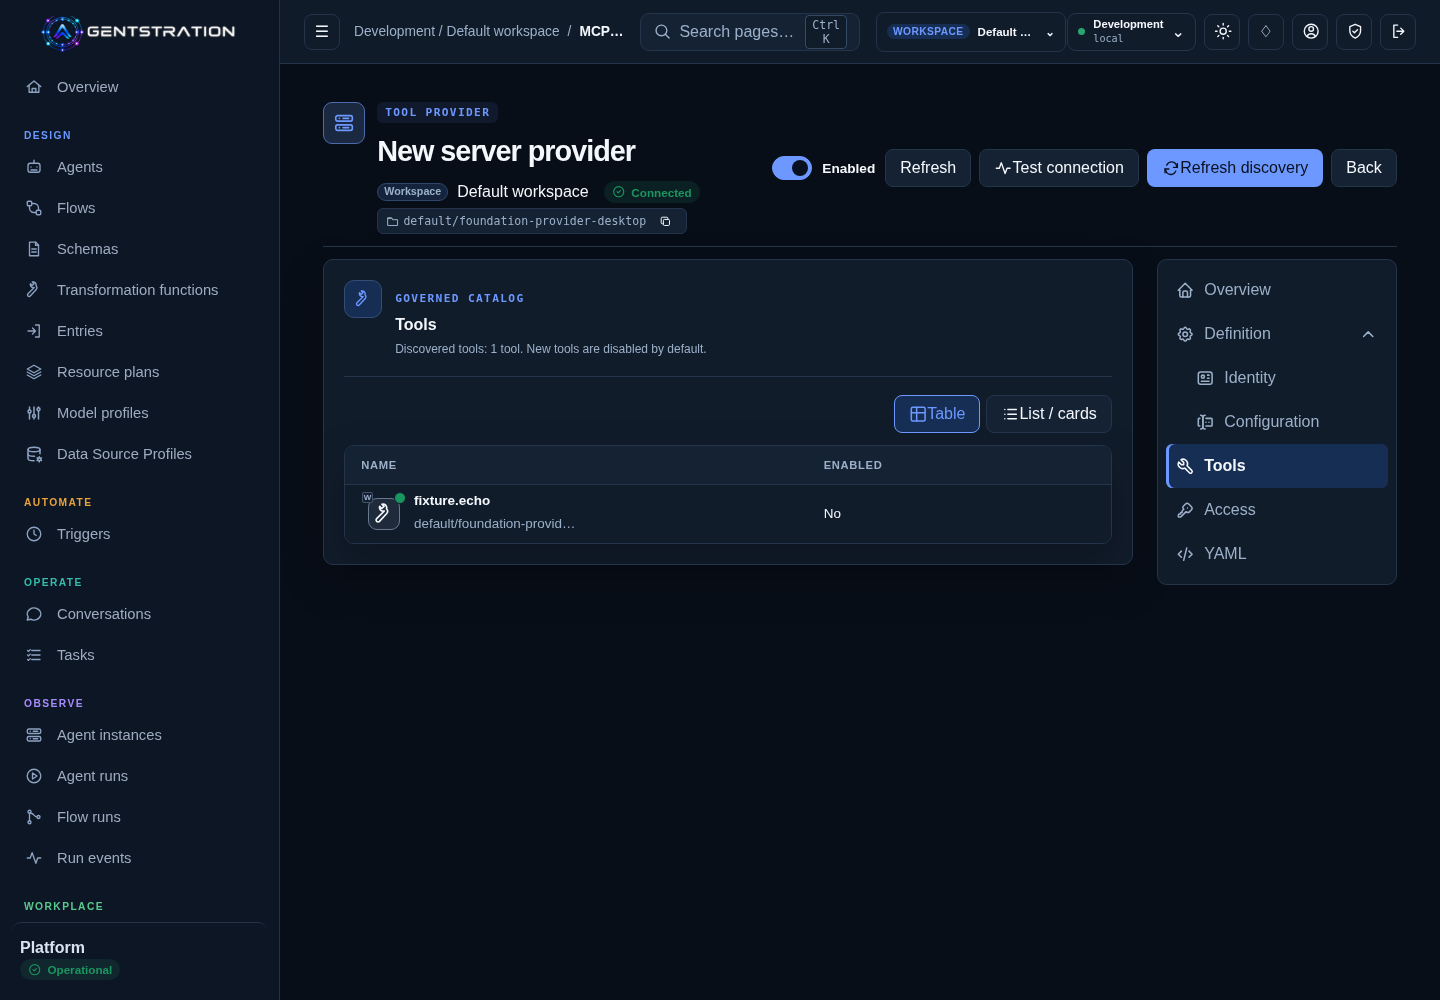 GENTSTRATION
Overview
DESIGN
Agents
Flows
Schemas
Transformation functions
Entries
Resource plans
Model profiles
Data Source Profiles
AUTOMATE
Triggers
OPERATE
Conversations
Tasks
OBSERVE
Agent instances
Agent runs
Flow runs
Run events
WORKPLACE
Platform
Operational
Development / Default workspace / MCP...
Search pages...
Ctrl
K
WORKSPACE Default ...
Development
local
TOOL PROVIDER
New server provider
Workspace Default workspace Connected
default/foundation-provider-desktop
Enabled
Refresh
Test connection
Refresh discovery
Back
GOVERNED CATALOG
Tools
Discovered tools: 1 tool. New tools are disabled by default.
Table
List / cards
NAME ENABLED
W
fixture.echo
default/foundation-provid...
No
Overview
Definition
Identity
Configuration
Tools
Access
YAML